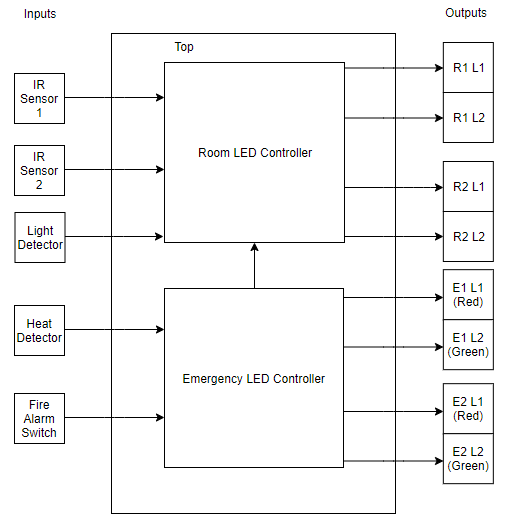 Inputs
Outputs
Top
IR
Sensor
1
IR
Sensor
2
Light
Detector
Heat
Detector
Fire
Alarm
Switch
Room LED Controller
Emergency LED Controller
R1 L1
R1 L2
R2 L1
R2 L2
E1 L1
(Red)
E1 L2
(Green)
E2 L1
(Red)
E2 L2
(Green)